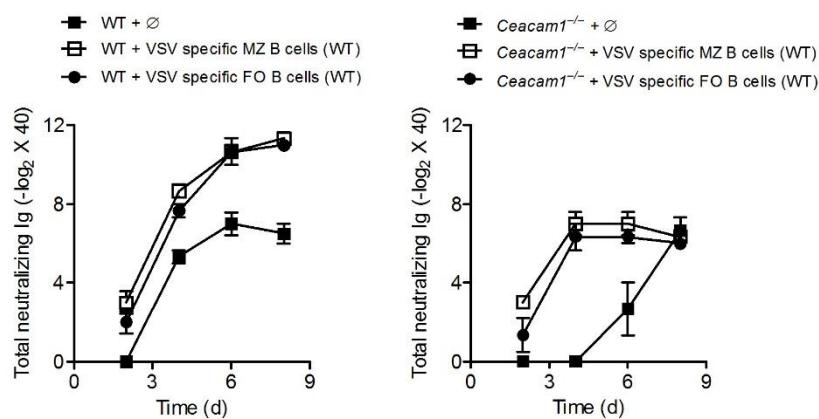 WT + ∅
WT + VSV specific MZ B cells (WT)
WT + VSV specific FO B cells (WT)
Total neutralizing Ig (-log2 X 40)
12
8
4
0
0 3 6 9
Time (d)
Ceacam1−/− + ∅
Ceacam1−/− + VSV specific MZ B cells (WT)
Ceacam1−/− + VSV specific FO B cells (WT)
Total neutralizing Ig (-log2 X 40)
12
8
4
0
0 3 6 9
Time (d)